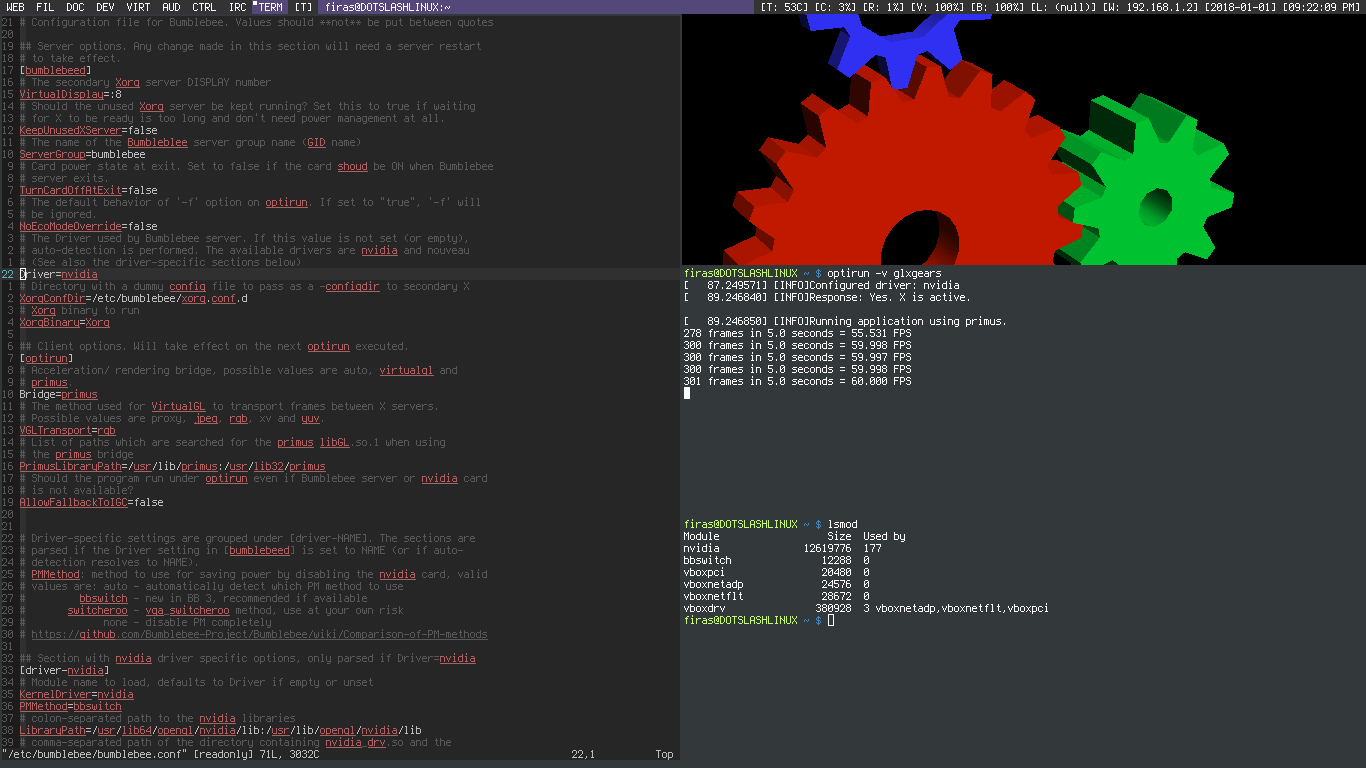 WEB FIL DOC DEV VIRT AUD CTRL IRC TERM [T] firas@DOTSLASHLINUX:~ [T: 53C] [C: 3%] [R: 1%] [V: 100%] [B: 100%] [L: (null)] [W: 192.168.1.2] [2018-01-01] [09:22:09 PM]
21 # Configuration file for Bumblebee. Values should **not** be put between quotes
20
19 ## Server options. Any change made in this section will need a server restart
18 # to take effect.
17 [bumblebeed]
16 # The secondary Xorg server DISPLAY number
15 VirtualDisplay=:8
14 # Should the unused Xorg server be kept running? Set this to true if waiting
13 # for X to be ready is too long and don't need power management at all.
12 KeepUnusedXServer=false
11 # The name of the Bumbleblee server group name (GID name)
10 ServerGroup=bumblebee
9 # Card power state at exit. Set to false if the card shoud be ON when Bumblebee
8 # server exits.
7 TurnCardOffAtExit=false
6 # The default behavior of '-f' option on optirun. If set to "true", '-f' will
5 # be ignored.
4 NoEcoModeOverride=false
3 # The Driver used by Bumblebee server. If this value is not set (or empty),
2 # auto-detection is performed. The available drivers are nvidia and nouveau
1 # (See also the driver-specific sections below)
22 Driver=nvidia
1 # Directory with a dummy config file to pass as a -configdir to secondary X
2 XorgConfDir=/etc/bumblebee/xorg.conf.d
3 # Xorg binary to run
4 XorgBinary=Xorg
5
6 ## Client options. Will take effect on the next optirun executed.
7 [optirun]
8 # Acceleration/ rendering bridge, possible values are auto, virtualgl and
9 # primus.
10 Bridge=primus
11 # The method used for VirtualGL to transport frames between X servers.
12 # Possible values are proxy, jpeg, rgb, xv and yuv.
13 VGLTransport=rgb
14 # List of paths which are searched for the primus libGL.so.1 when using
15 # the primus bridge
16 PrimusLibraryPath=/usr/lib/primus:/usr/lib32/primus
17 # Should the program run under optirun even if Bumblebee server or nvidia card
18 # is not available?
19 AllowFallbackToIGC=false
20
21
22 # Driver-specific settings are grouped under [driver-NAME]. The sections are
23 # parsed if the Driver setting in [bumblebeed] is set to NAME (or if auto-
24 # detection resolves to NAME).
25 # PMMethod: method to use for saving power by disabling the nvidia card, valid
26 # values are: auto - automatically detect which PM method to use
27 # bbswitch - new in BB 3, recommended if available
28 # switcheroo - vga_switcheroo method, use at your own risk
29 # none - disable PM completely
30 # https://github.com/Bumblebee-Project/Bumblebee/wiki/Comparison-of-PM-methods
31
32 ## Section with nvidia driver specific options, only parsed if Driver=nvidia
33 [driver-nvidia]
34 # Module name to load, defaults to Driver if empty or unset
35 KernelDriver=nvidia
36 PMMethod=bbswitch
37 # colon-separated path to the nvidia libraries
38 LibraryPath=/usr/lib64/opengl/nvidia/lib:/usr/lib/opengl/nvidia/lib
39 # comma-separated path of the directory containing nvidia_drv.so and the
"/etc/bumblebee/bumblebee.conf" [readonly] 71L, 3032C 22,1 Top
firas@DOTSLASHLINUX ~ $ optirun -v glxgears
[   87.249571] [INFO]Configured driver: nvidia
[   89.246840] [INFO]Response: Yes. X is active.

[   89.246850] [INFO]Running application using primus.
278 frames in 5.0 seconds = 55.531 FPS
300 frames in 5.0 seconds = 59.998 FPS
300 frames in 5.0 seconds = 59.997 FPS
300 frames in 5.0 seconds = 59.998 FPS
301 frames in 5.0 seconds = 60.000 FPS
firas@DOTSLASHLINUX ~ $ lsmod
Module Size Used by
nvidia 12619776 177
bbswitch 12288 0
vboxpci 20480 0
vboxnetadp 24576 0
vboxnetflt 28672 0
vboxdrv 380928 3 vboxnetadp,vboxnetflt,vboxpci
firas@DOTSLASHLINUX ~ $